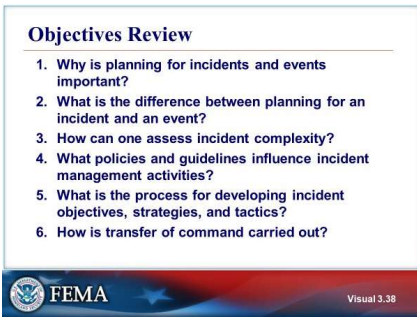 Objectives Review
1. Why is planning for incidents and events
important?
2. What is the difference between planning for an
incident and an event?
3. How can one assess incident complexity?
4. What policies and guidelines influence incident
management activities?
5. What is the process for developing incident
objectives, strategies, and tactics?
6. How is transfer of command carried out?
FEMA
Visual 3.38